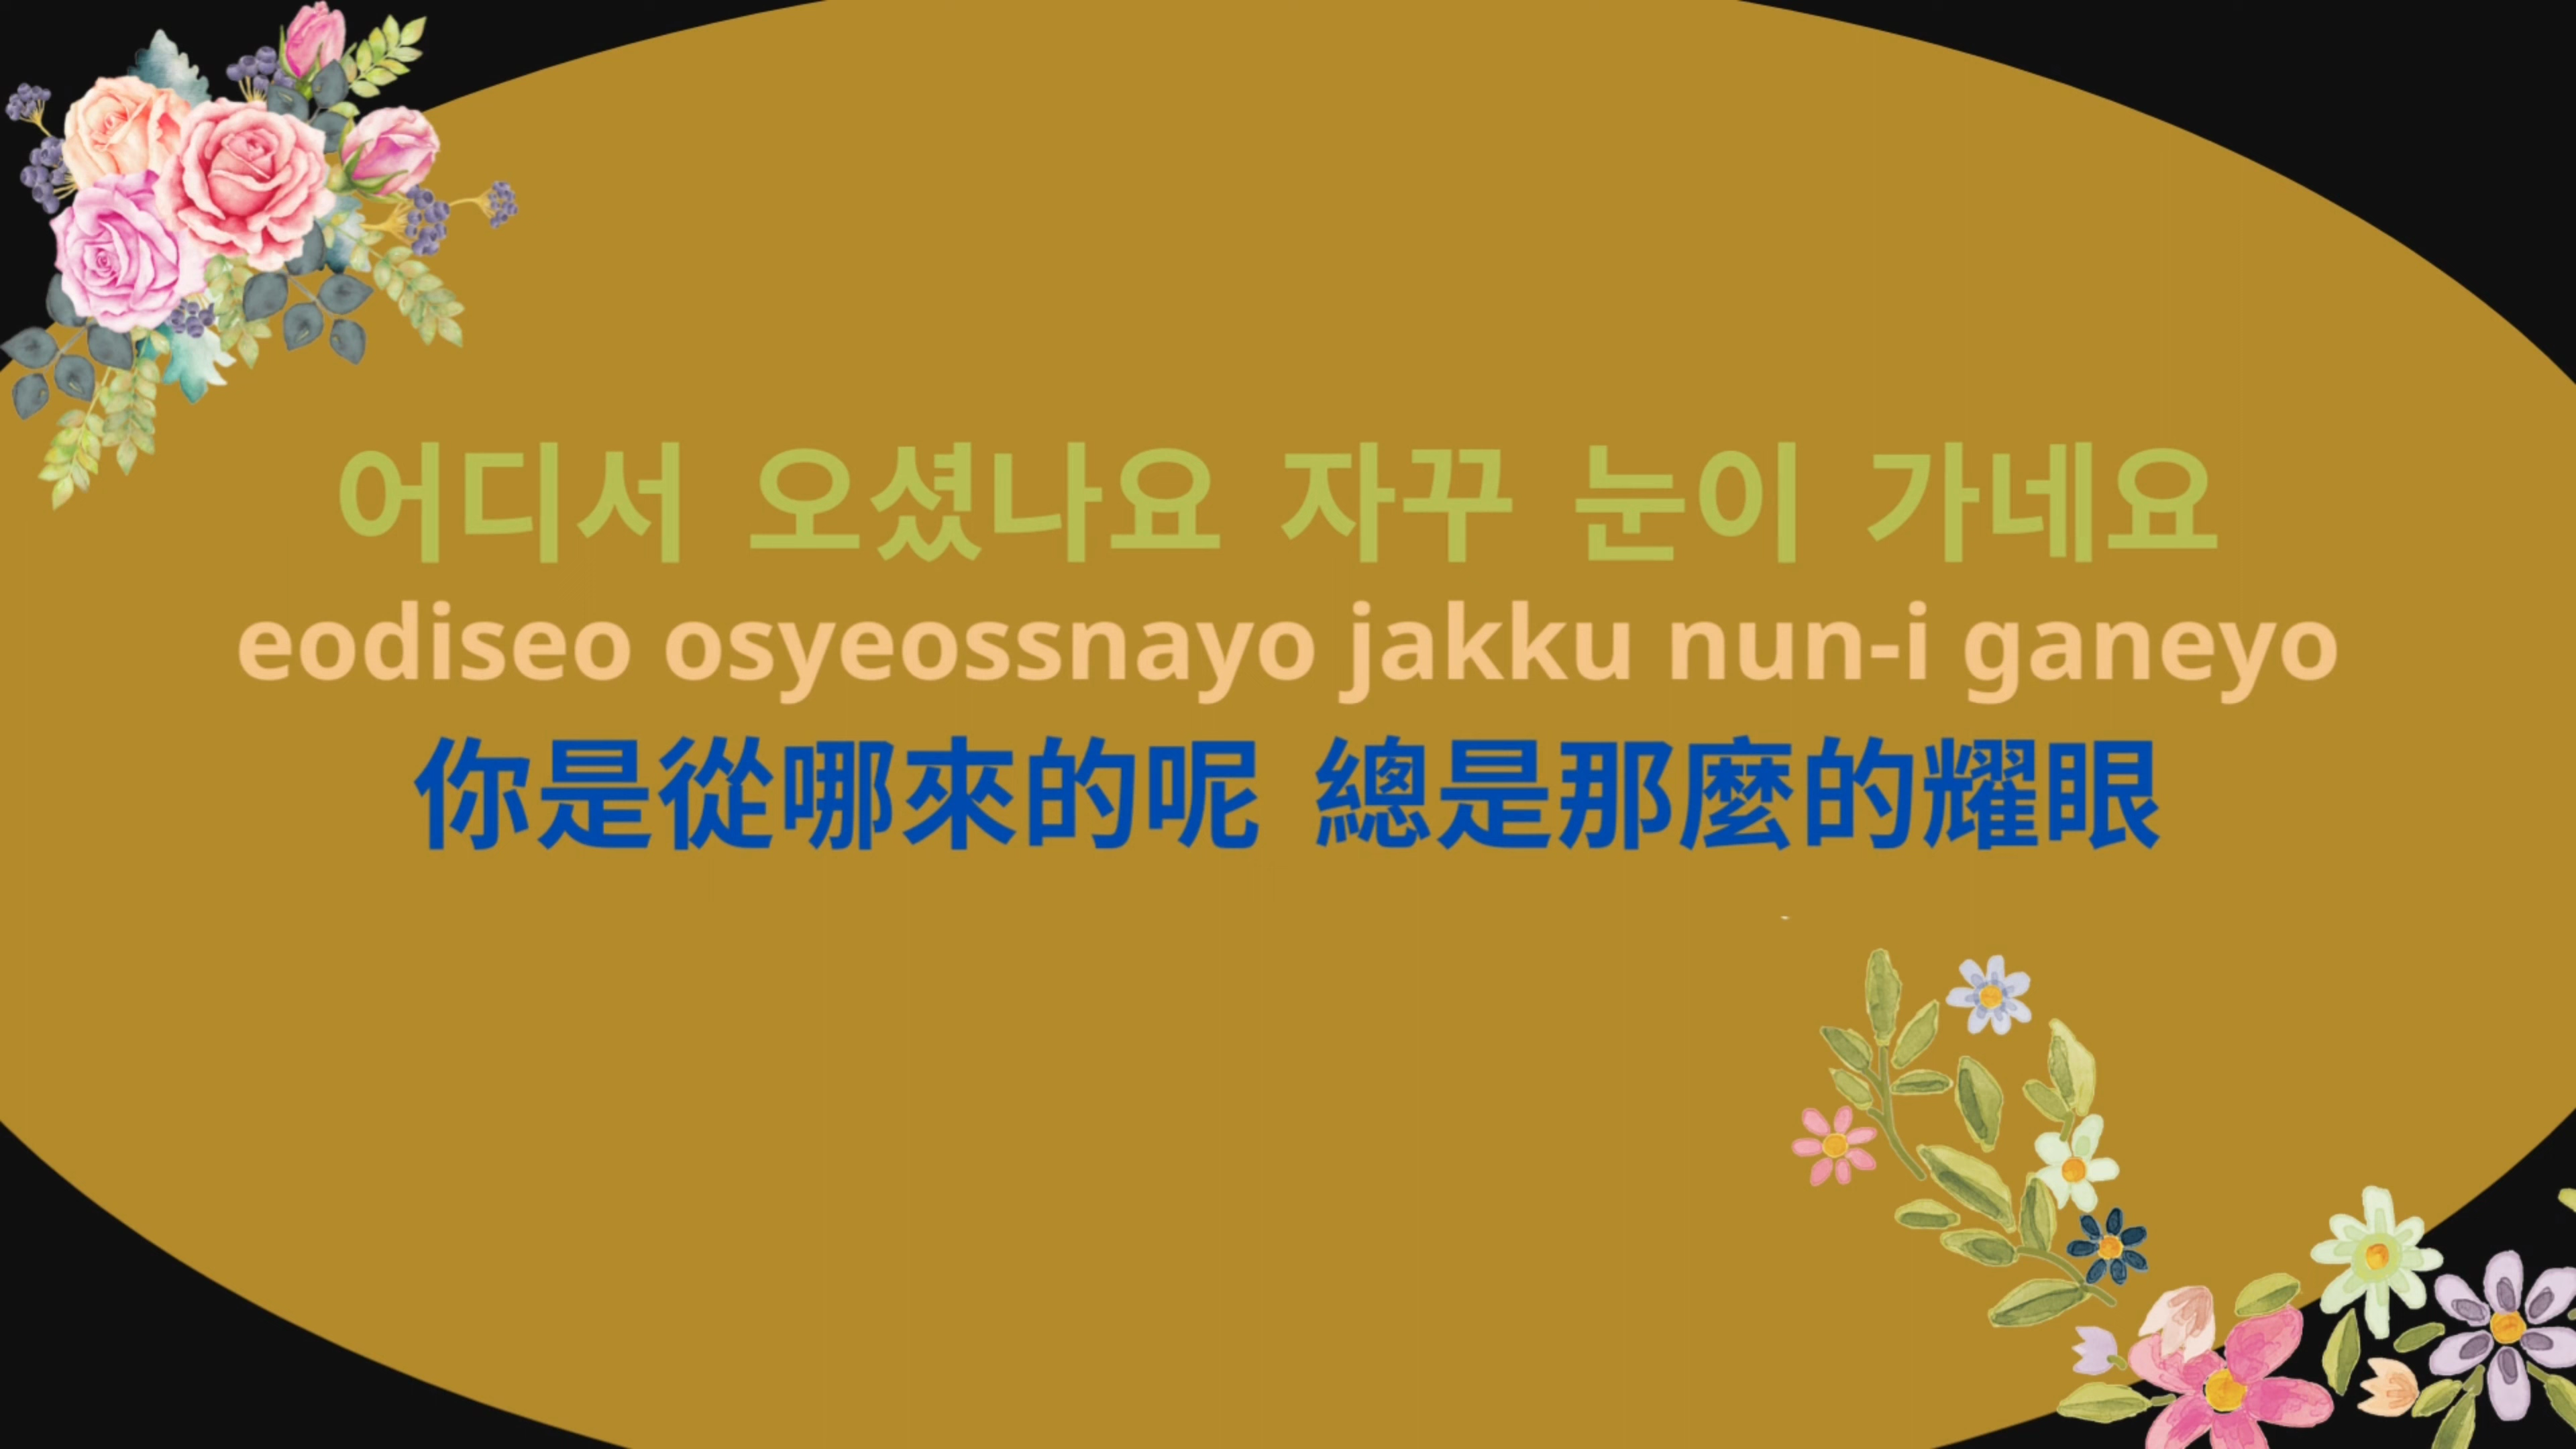 어디서 오셨나요 자꾸 눈이 가네요
eodiseo osyeossnayo jakku nun-i ganeyo
你是從哪來的呢 總是那麼的耀眼